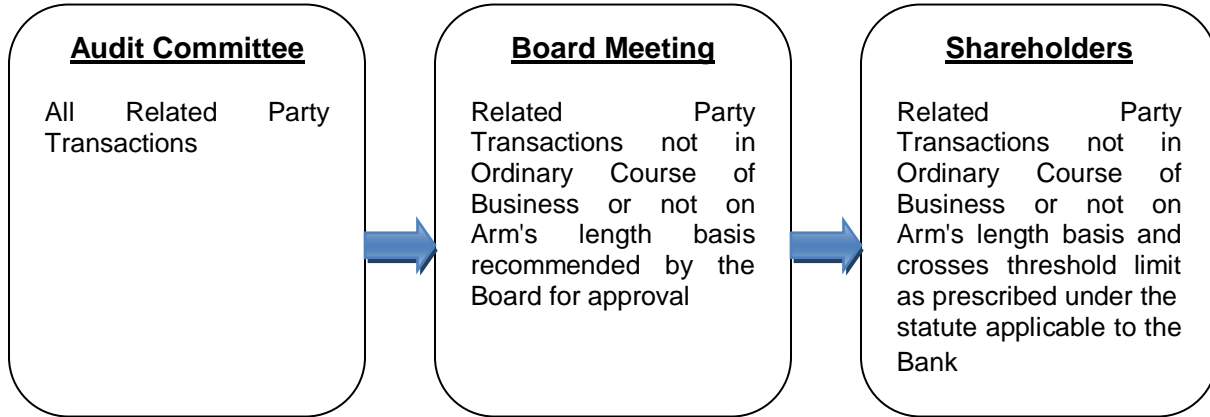 Audit Committee
All Related Party
Transactions
Board Meeting
Related Party
Transactions not in
Ordinary Course of
Business or not on
Arm's length basis
recommended by the
Board for approval
Shareholders
Related Party
Transactions not in
Ordinary Course of
Business or not on
Arm's length basis and
crosses threshold limit
as prescribed under the
statute applicable to the
Bank